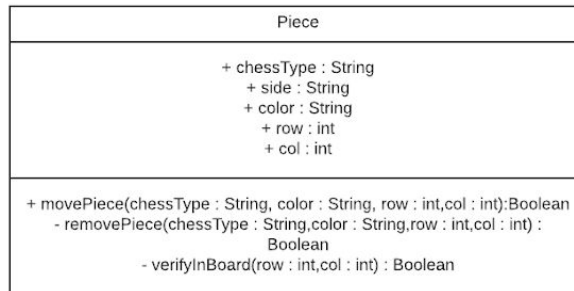 Piece
+ chessType : String
+ side : String
+ color : String
+ row : int
+ col : int
+ movePiece(chessType : String, color : String, row : int,col : int):Boolean
- removePiece(chessType : String,color : String,row : int,col : int) :
Boolean
- verifyInBoard(row : int,col : int) : Boolean